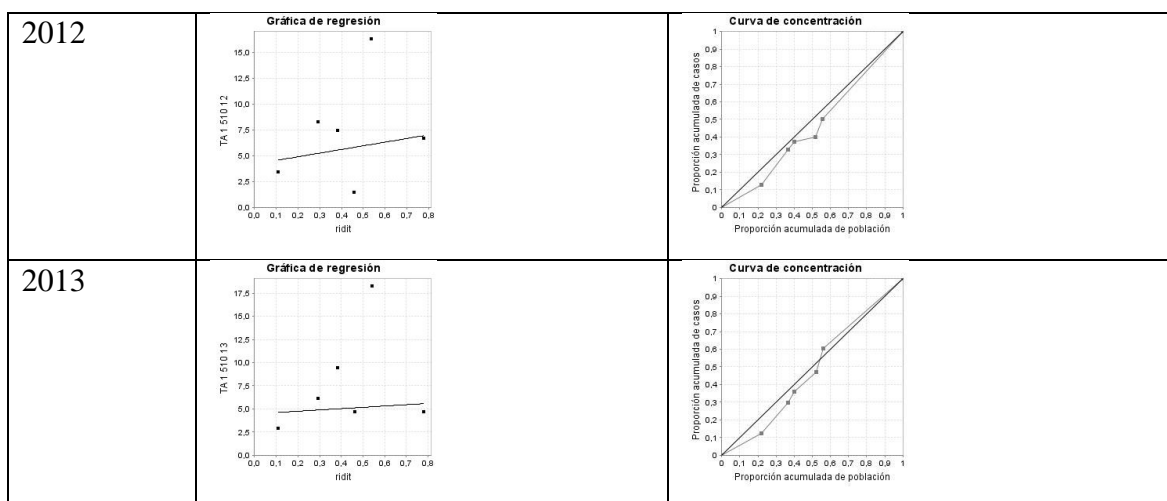 2012
Gráfica de regresión
TA 1 510 12
15,0
12,5
10,0
7,5
5,0
2,5
0,0
0,0 0,1 0,2 0,3 0,4 0,5 0,6 0,7 0,8
ridit
Curva de concentración
Proporción acumulada de casos
1
0,9
0,8
0,7
0,6
0,5
0,4
0,3
0,2
0,1
0
0 0,1 0,2 0,3 0,4 0,5 0,6 0,7 0,8 0,9 1
Proporción acumulada de población
2013
Gráfica de regresión
TA 1 510 13
17,5
15,0
12,5
10,0
7,5
5,0
2,5
0,0
0,0 0,1 0,2 0,3 0,4 0,5 0,6 0,7 0,8
ridit
Curva de concentración
Proporción acumulada de casos
1
0,9
0,8
0,7
0,6
0,5
0,4
0,3
0,2
0,1
0
0 0,1 0,2 0,3 0,4 0,5 0,6 0,7 0,8 0,9 1
Proporción acumulada de población